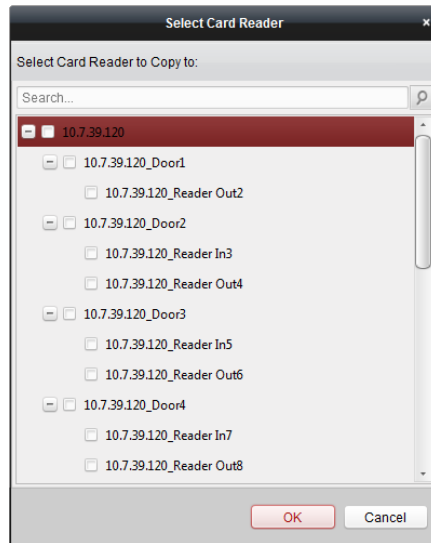 Select Card Reader
Select Card Reader to Copy to:
Search...
10.7.39.120
10.7.39.120_Door1
10.7.39.120_Reader Out2
10.7.39.120_Door2
10.7.39.120_Reader In3
10.7.39.120_Reader Out4
10.7.39.120_Door3
10.7.39.120_Reader In5
10.7.39.120_Reader Out6
10.7.39.120_Door4
10.7.39.120_Reader In7
10.7.39.120_Reader Out8
OK Cancel